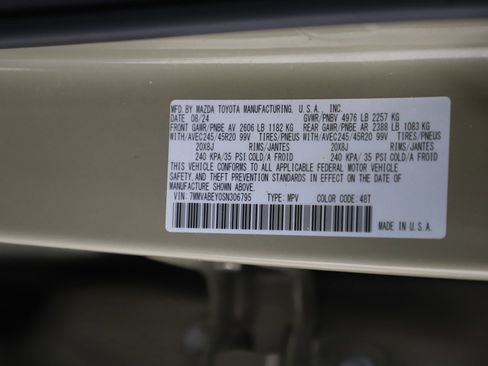 MFD. BY MAZDA TOYOTA MANUFACTURING, U.S.A., INC.
DATE 08/24 GVWR/PNBV 4976 LB 2257 KG
FRONT GAWR/PNBE AV 2606 LB 1182 KG REAR GAWR/PNBE AR 2388 LB 1083 KG
WITH/AVEC245/45R20 99V TIRES/PNEUS WITH/AVEC245/45R20 99V TIRES/PNEUS
20X8J RIMS/JANTES 20X8J RIMS/JANTES
240 KPA/35 PSI COLD/A FROID 240 KPA/ 35 PSI COLD/A FROID
THIS VEHICLE CONFORMS TO ALL APPLICABLE FEDERAL MOTOR VEHICLE
SAFETY,AND THEFT PREVENTION STANDARDS IN EFFECT ON THE DATE OF
MANUFACTURE SHOWN ABOVE.
VIN: 7MMVABEY0SN306795 TYPE: MPV COLOR CODE: 48T
MADE IN U.S.A.